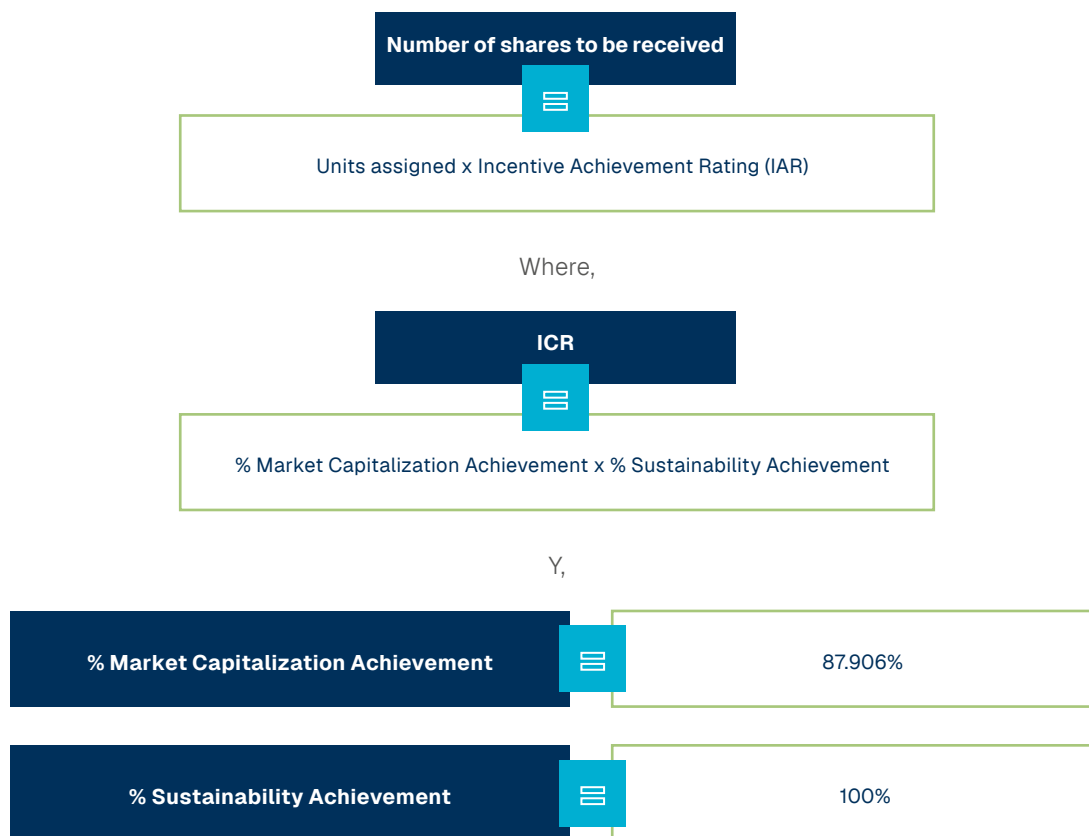 Number of shares to be received
Units assigned x Incentive Achievement Rating (IAR)
Where,
ICR
% Market Capitalization Achievement x % Sustainability Achievement
Y,
% Market Capitalization Achievement
87.906%
% Sustainability Achievement
100%